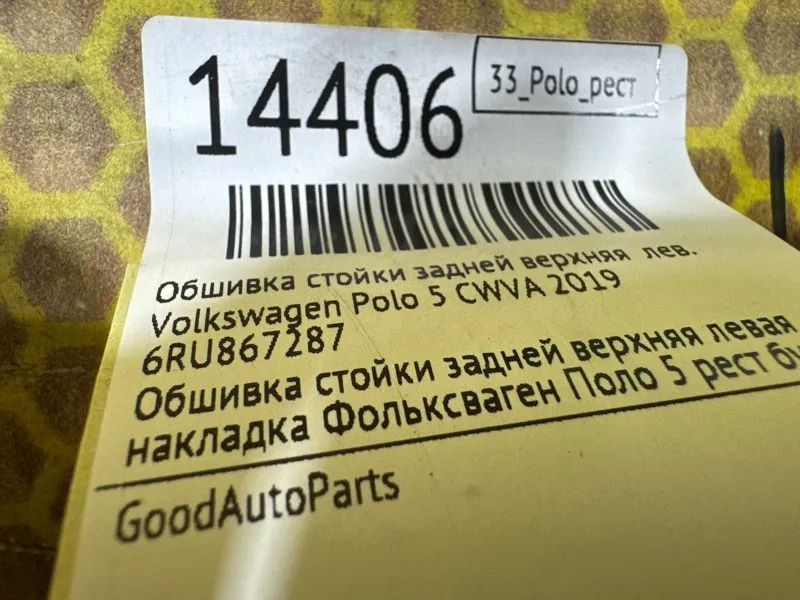 14406
33_Polo_рест
Обшивка стойки задней верхняя лев.
Volkswagen Polo 5 CWVA 2019
6RU867287
Обшивка стойки задней верхняя левая
накладка Фольксваген Поло 5 рест
GoodAutoParts